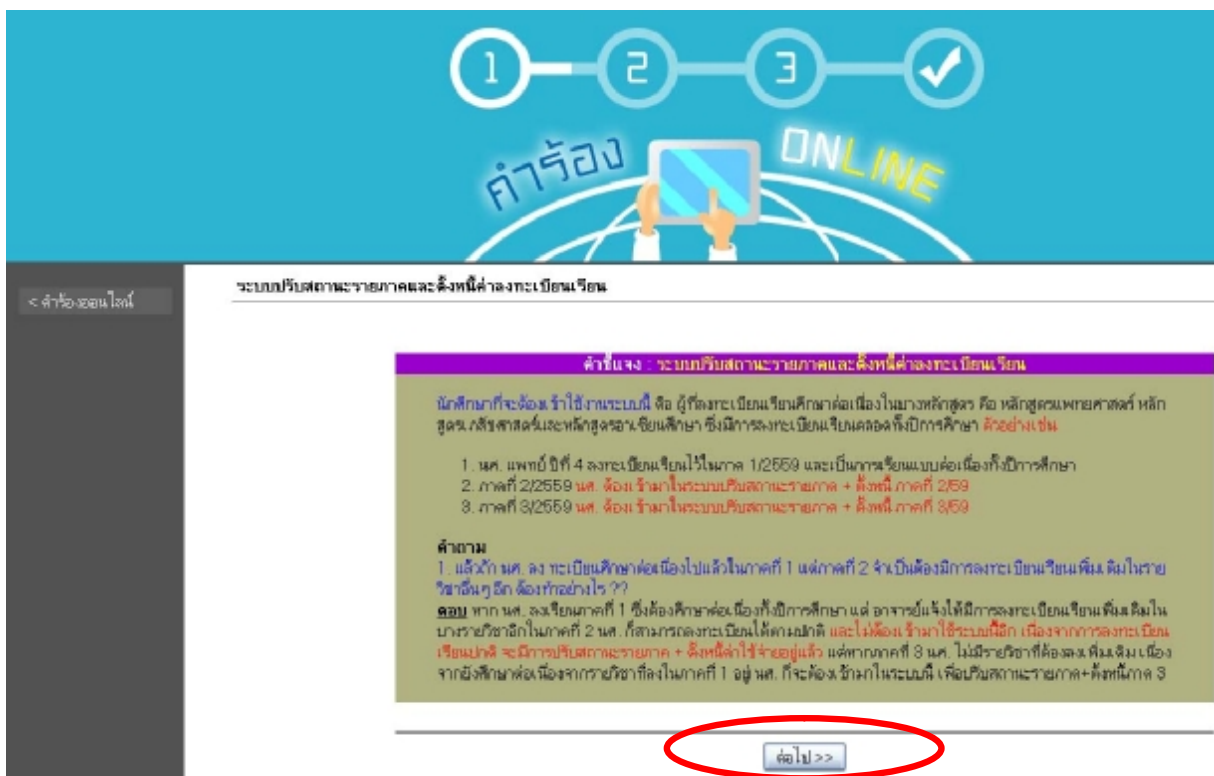 1 2 3
คำร้อง ONLINE
< คำร้องออนไลน์
ระบบปรับสถานะรายภาคและตั้งหนี้ค่าลงทะเบียนเรียน
คำชี้แจง : ระบบปรับสถานะรายภาคและตั้งหนี้ค่าลงทะเบียนเรียน
นักศึกษาที่จะต้องเข้าใช้งานระบบนี้ คือ ผู้ที่ลงทะเบียนเรียนศึกษาต่อเนื่องในบางหลักสูตร คือ หลักสูตรแพทยศาสตร์ หลัก
สูตรเภสัชศาสตร์และหลักสูตรอาเซียนศึกษา ซึ่งมีการลงทะเบียนเรียนตลอดทั้งปีการศึกษา ตัวอย่างเช่น
1. นศ. แพทย์ ปีที่ 4 ลงทะเบียนเรียนไว้ในภาค 1/2559 และเป็นการเรียนแบบต่อเนื่องทั้งปีการศึกษา
2. ภาคที่ 2/2559 นศ. ต้องเข้ามาในระบบปรับสถานะรายภาค + ตั้งหนี้ ภาคที่ 2/59
3. ภาคที่ 3/2559 นศ. ต้องเข้ามาในระบบปรับสถานะรายภาค + ตั้งหนี้ ภาคที่ 3/59
คำถาม
1. แล้วถ้า นศ. ลง ทะเบียนศึกษาต่อเนื่องไปแล้วในภาคที่ 1 แต่ภาคที่ 2 จำเป็นต้องมีการลงทะเบียนเรียนเพิ่มเติมในราย
วิชาอื่นๆ อีก ต้องทำอย่างไร ??
ตอบ หาก นศ. ลงเรียนภาคที่ 1 ซึ่งต้องศึกษาต่อเนื่องทั้งปีการศึกษา แต่ อาจารย์แจ้งให้มีการลงทะเบียนเรียนเพิ่มเติมใน
บางรายวิชาอีกในภาคที่ 2 นศ. ก็สามารถลงทะเบียนได้ตามปกติ และไม่ต้องเข้ามาใช้ระบบนี้อีก เนื่องจากการลงทะเบียน
เรียนปกติ จะมีการปรับสถานะรายภาค + ตั้งหนี้ค่าใช้จ่ายอยู่แล้ว แต่หากภาคที่ 3 นศ. ไม่มีรายวิชาที่ต้องลงเพิ่มเติม เนื่อง
จากยังศึกษาต่อเนื่องจากรายวิชาที่ลงในภาคที่ 1 อยู่ นศ. ก็จะต้องเข้ามาในระบบนี้ เพื่อปรับสถานะรายภาค+ตั้งหนี้ภาค 3
ต่อไป >>